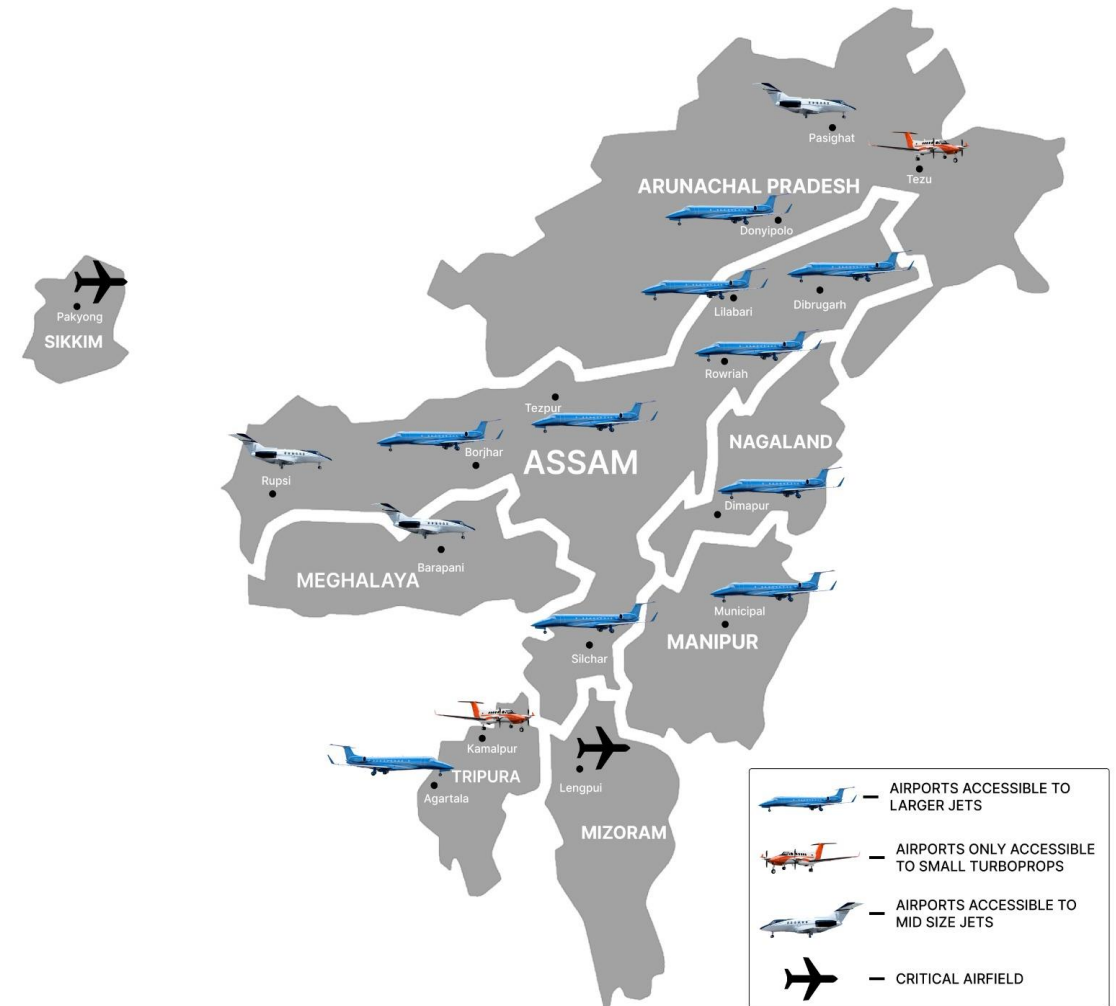 Pasighat
Tezu
ARUNACHAL PRADESH
Donyipolo
Lilabari
Dibrugarh
Pakyong
SIKKIM
Rowriah
Tezpur
NAGALAND
Borjhar
ASSAM
Rupsi
Dimapur
Barapani
MEGHALAYA
Municipal
MANIPUR
Silchar
Kamalpur
TRIPURA
Agartala
Lengpui
MIZORAM
AIRPORTS ACCESSIBLE TO
LARGER JETS
AIRPORTS ONLY ACCESSIBLE
TO SMALL TURBOPROPS
AIRPORTS ACCESSIBLE TO
MID SIZE JETS
CRITICAL AIRFIELD